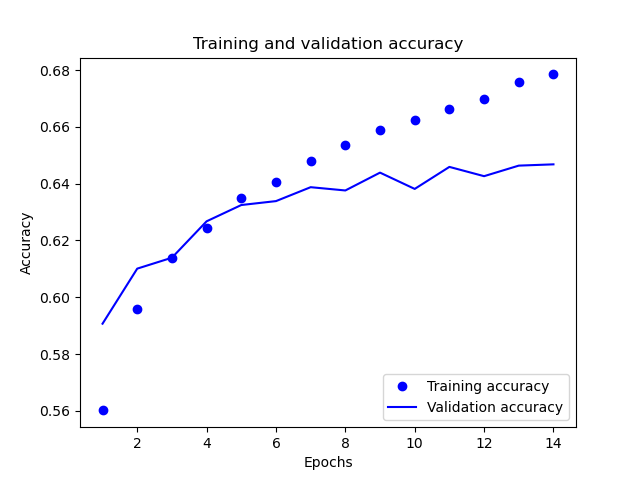 Training and validation accuracy
0.68
0.66
0.64
0.62
0.60
0.58
0.56
Accuracy
2 4 6 8 10 12 14
Epochs
Training accuracy
Validation accuracy